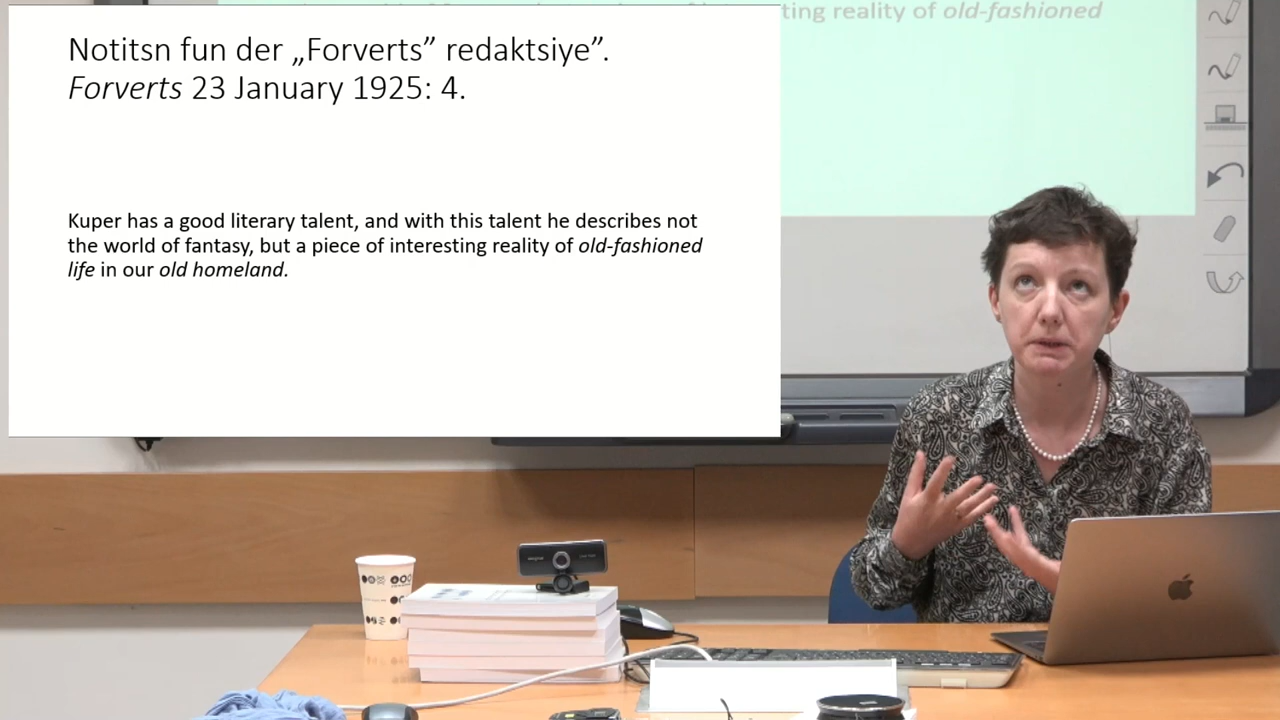 Notitsn fun der „Forverts” redaktsiye”.
Forverts 23 January 1925: 4.
Kuper has a good literary talent, and with this talent he describes not
the world of fantasy, but a piece of interesting reality of old-fashioned
life in our old homeland.
ting reality of old-fashioned